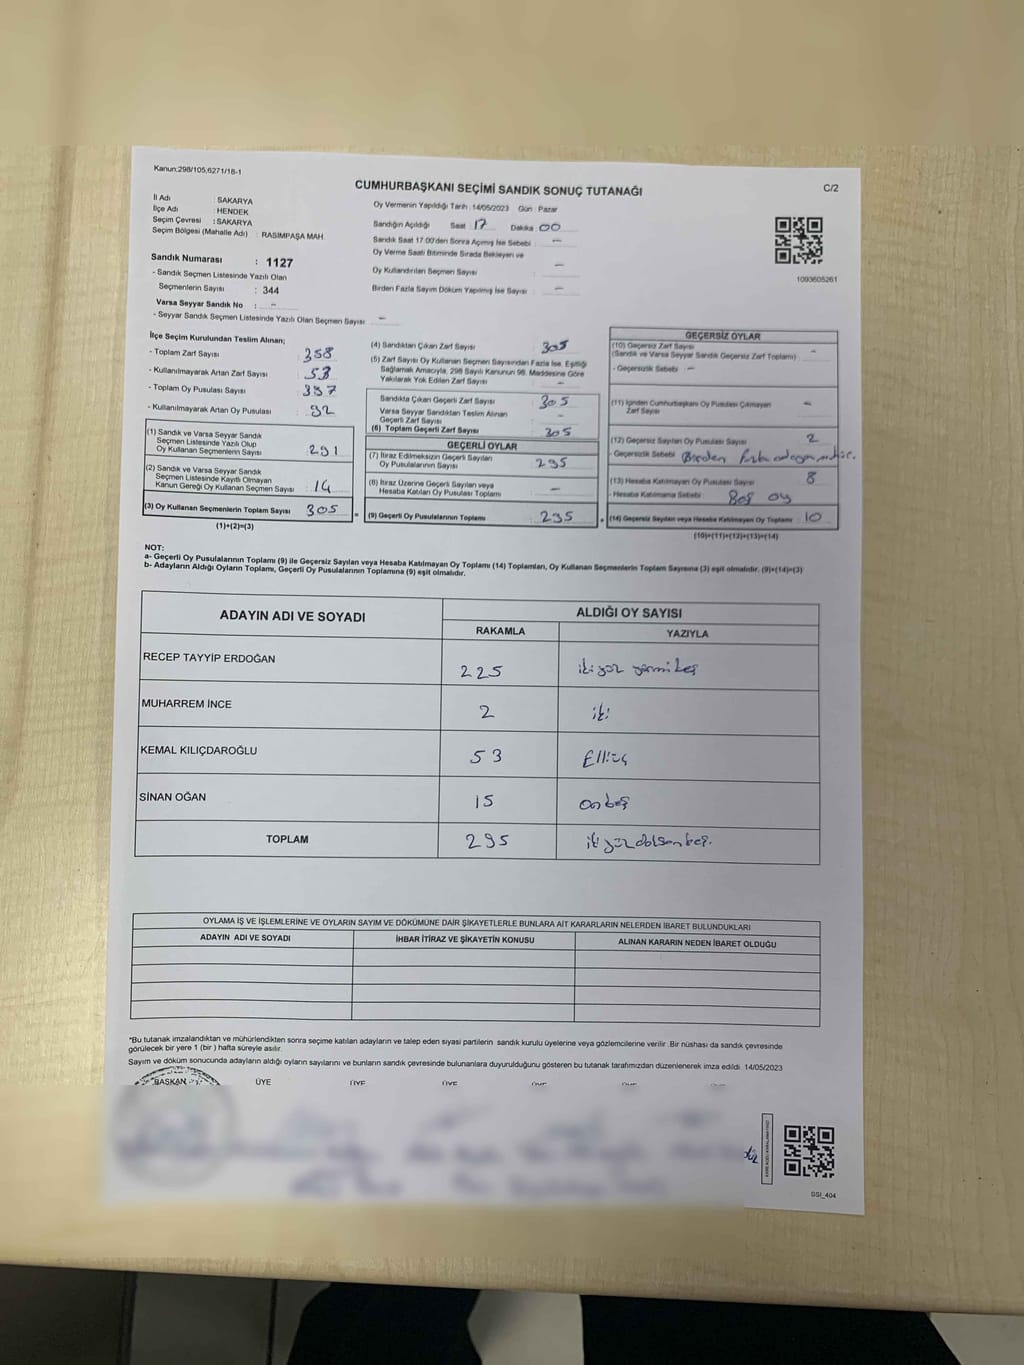 Kanun:298/105,6271/18-1
CUMHURBAŞKANI SEÇİMİ SANDIK SONUÇ TUTANAĞI
C/2
İl Adı : SAKARYA
İlçe Adı : HENDEK
Seçim Çevresi : SAKARYA
Seçim Bölgesi (Mahalle Adı) : RASIMPAŞA MAH.
Sandık Numarası : 1127
- Sandık Seçmen Listesinde Yazılı Olan
Seçmenlerin Sayısı : 344
Varsa Seyyar Sandık No : -
- Seyyar Sandık Seçmen Listesinde Yazılı Olan Seçmen Sayısı : -
Oy Vermenin Yapıldığı Tarih : 14/05/2023 Gün : Pazar
Sandığın Açıldığı Saat : 17 Dakika : 00
Sandık Saat 17:00'den Sonra Açımış İse Sebebi : -
Oy Verme Saati Bitiminde Sırada Bekleyen ve
Oy Kullandırılan Seçmen Sayısı : -
Birden Fazla Sayım Döküm Yapılmış İse Sayısı : -
1093605261
İlçe Seçim Kurulundan Teslim Alınan;
- Toplam Zarf Sayısı : 358
- Kullanılmayarak Artan Zarf Sayısı : 53
- Toplam Oy Pusulası Sayısı :
- Kullanılmayarak Artan Oy Pusulası : 92
(1) Sandık ve Varsa Seyyar Sandık
Seçmen Listesinde Yazılı Olup
Oy Kullanan Seçmenlerin Sayısı : 291
(2) Sandık ve Varsa Seyyar Sandık
Seçmen Listesinde Kayıtlı Olmayan
Kanun Gereği Oy Kullanan Seçmen Sayısı : 14
(3) Oy Kullanan Seçmenlerin Toplam Sayısı : 305
(1)+(2)=(3)
(4) Sandıktan Çıkan Zarf Sayısı : 305
(5) Zarf Sayısı Oy Kullanan Seçmen Sayısından Fazla İse, Eşitliği
Sağlamak Amacıyla, 298 Sayılı Kanunun 98. Maddesine Göre
Yakılarak Yok Edilen Zarf Sayısı : -
Sandıkta Çıkan Geçerli Zarf Sayısı : 305
Varsa Seyyar Sandıktan Teslim Alınan
Geçerli Zarf Sayısı : -
(6) Toplam Geçerli Zarf Sayısı : 305
GEÇERLİ OYLAR
(7) İtiraz Edilmeksizin Geçerli Sayılan
Oy Pusulalarının Sayısı : 295
(8) İtiraz Üzerine Geçerli Sayılan veya
Hesaba Katılan Oy Pusulası Toplamı : -
(9) Geçerli Oy Pusulalarının Toplamı : 295
GEÇERSİZ OYLAR
(10) Geçersiz Zarf Sayısı
(Sandık ve Varsa Seyyar Sandık Geçersiz Zarf Toplamı) : -
- Geçersizlik Sebebi : -
(11) İçinden Cumhurbaşkanı Oy Pusulası Çıkmayan
Zarf Sayısı : -
(12) Geçersiz Sayılan Oy Pusulası Sayısı : 2
- Geçersizlik Sebebi : Birden fazla
(13) Hesaba Katılmayan Oy Pusulası Sayısı : 8
- Hesaba Katılmama Sebebi : Boş oy
(14) Geçersiz Sayılan veya Hesaba Katılmayan Oy Toplamı : 10
(10)+(11)+(12)+(13)=(14)
NOT:
a- Geçerli Oy Pusulalarının Toplamı (9) ile Geçersiz Sayılan veya Hesaba Katılmayan Oy Toplamı (14) Toplamları, Oy Kullanan Seçmenlerin Toplam Sayısına (3) eşit olmalıdır. (9)+(14)=(3)
b- Adayların Aldığı Oyların Toplamı, Geçerli Oy Pusulalarının Toplamına (9) eşit olmalıdır.
ADAYIN ADI VE SOYADI ALDIĞI OY SAYISI
RAKAMLA YAZIYLA
RECEP TAYYİP ERDOĞAN 225 ikiyüz yirmi beş
MUHARREM İNCE 2 iki
KEMAL KILIÇDAROĞLU 53 Elliüç
SİNAN OĞAN 15 onbeş
TOPLAM 295 ikiyüzdoksanbeş.
OYLAMA İŞ VE İŞLEMLERİNE VE OYLARIN SAYIM VE DÖKÜMÜNE DAİR ŞİKAYETLERLE BUNLARA AİT KARARLARIN NELERDEN İBARET BULUNDUKLARI
ADAYIN ADI VE SOYADI İHBAR İTİRAZ VE ŞİKAYETİN KONUSU ALINAN KARARIN NEDEN İBARET OLDUĞU
*Bu tutanak imzalandıktan ve mühürlendikten sonra seçime katılan adayların ve talep eden siyasi partilerin sandık kurulu üyelerine veya gözlemcilerine verilir .Bir nüshası da sandık çevresinde
görülecek bir yere 1 (bir ) hafta süreyle asılır.
Sayım ve döküm sonucunda adayların aldığı oyların sayılarını ve bunların sandık çevresinde bulunanlara duyurulduğunu gösteren bu tutanak tarafımızdan düzenlenerek imza edildi. 14/05/2023
BAŞKAN ÜYE ÜYE ÜYE
SSI_404